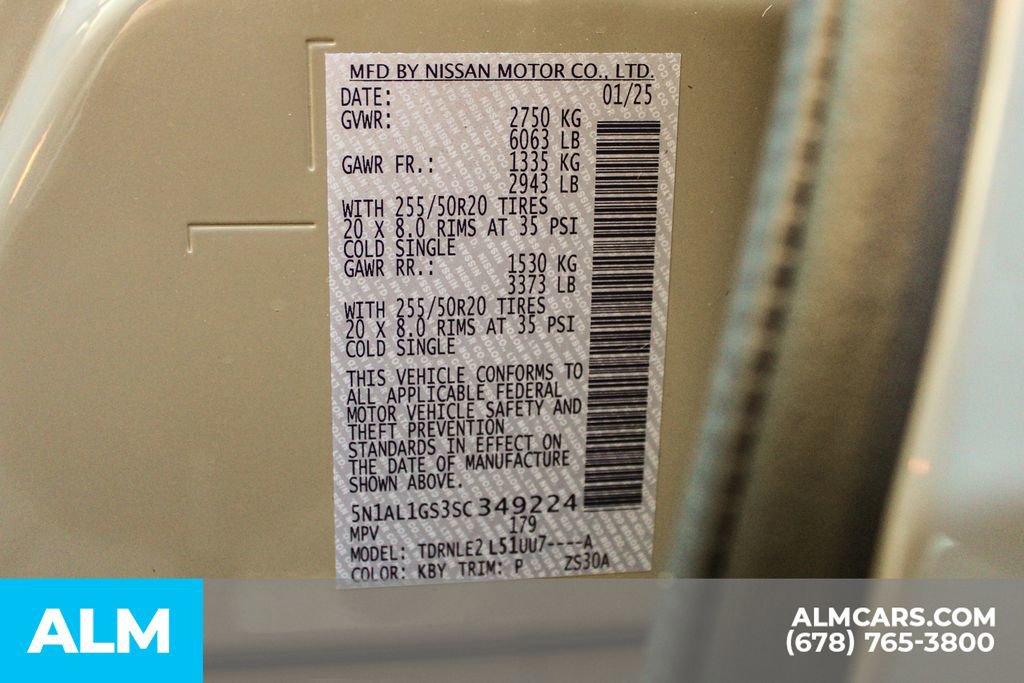 MFD BY NISSAN MOTOR CO., LTD.
DATE: 01/25
GVWR: 2750 KG
6063 LB
GAWR FR.: 1335 KG
2943 LB
WITH 255/50R20 TIRES
20 X 8.0 RIMS AT 35 PSI
COLD SINGLE
GAWR RR.: 1530 KG
3373 LB
WITH 255/50R20 TIRES
20 X 8.0 RIMS AT 35 PSI
COLD SINGLE
THIS VEHICLE CONFORMS TO
ALL APPLICABLE FEDERAL
MOTOR VEHICLE SAFETY AND
THEFT PREVENTION
STANDARDS IN EFFECT ON
THE DATE OF MANUFACTURE
SHOWN ABOVE.
5N1AL1GS3SC349224
MPV 179
MODEL: TDRNLE2 L51UU7----A
COLOR: KBY TRIM: P ZS30A
ALM
ALMCARS.COM
(678) 765-3800